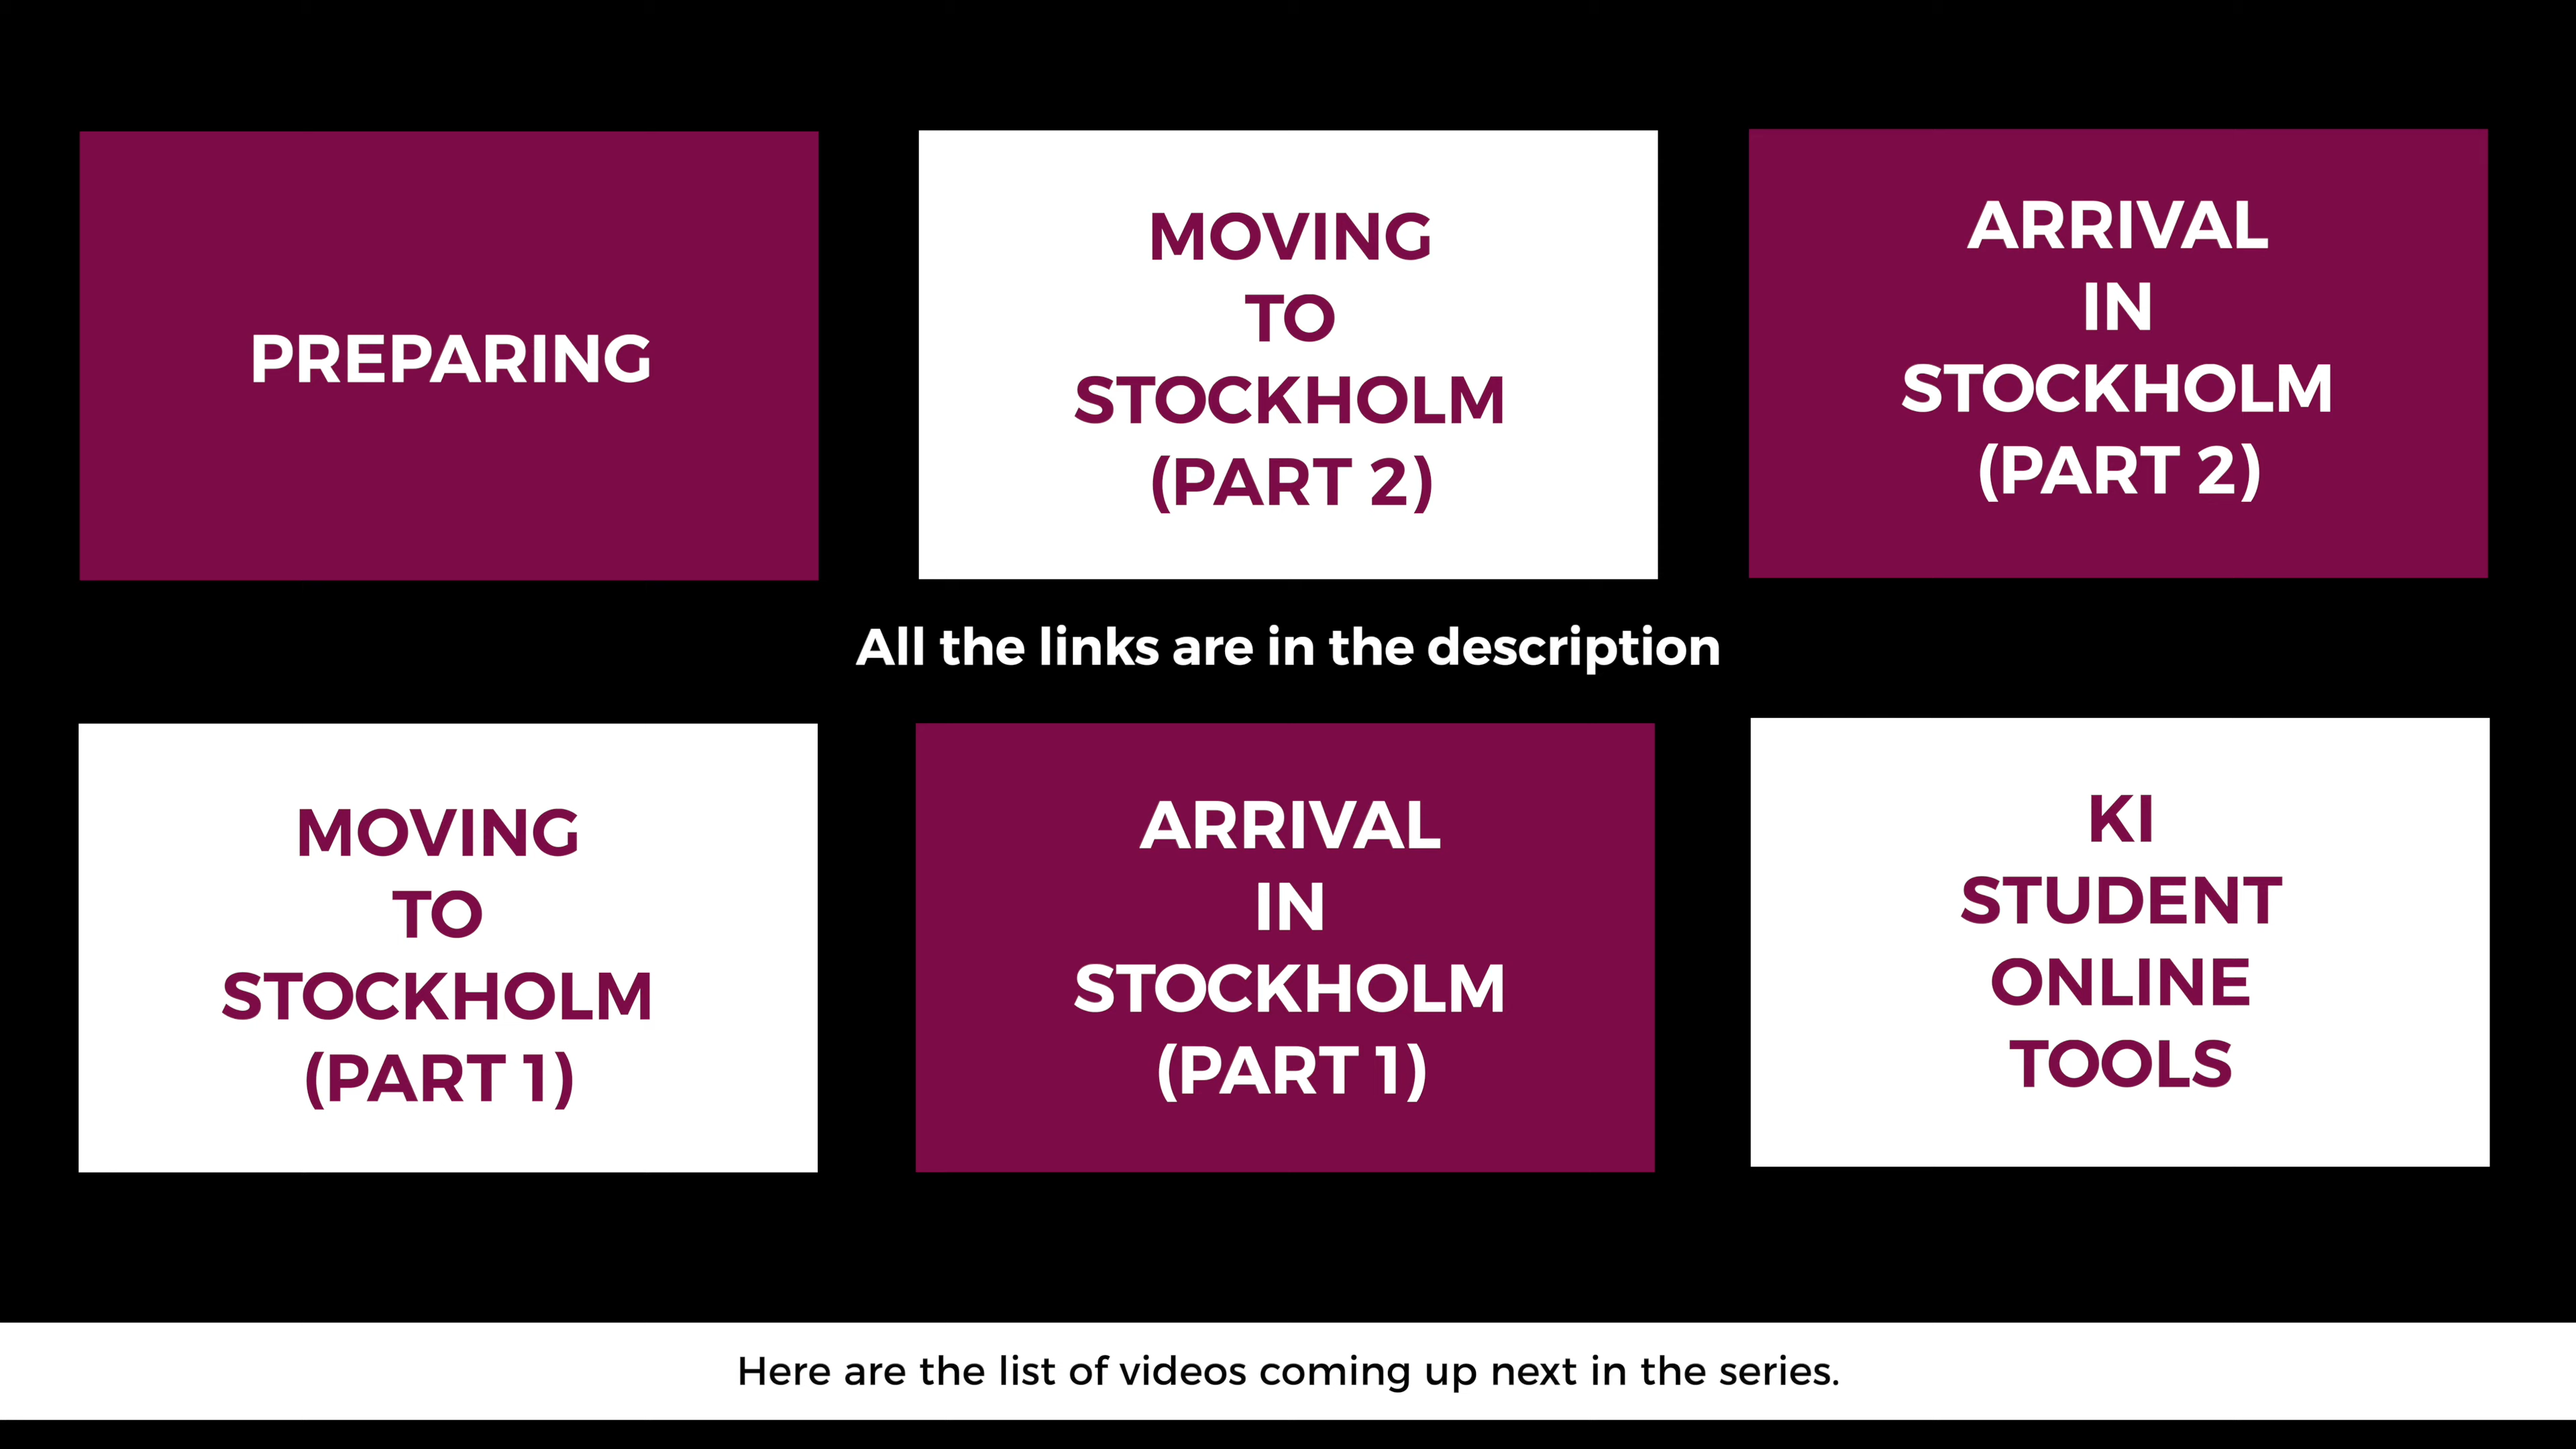 PREPARING
MOVING
TO
STOCKHOLM
(PART 2)
ARRIVAL
IN
STOCKHOLM
(PART 2)
All the links are in the description
MOVING
TO
STOCKHOLM
(PART 1)
ARRIVAL
IN
STOCKHOLM
(PART 1)
KI
STUDENT
ONLINE
TOOLS
Here are the list of videos coming up next in the series.